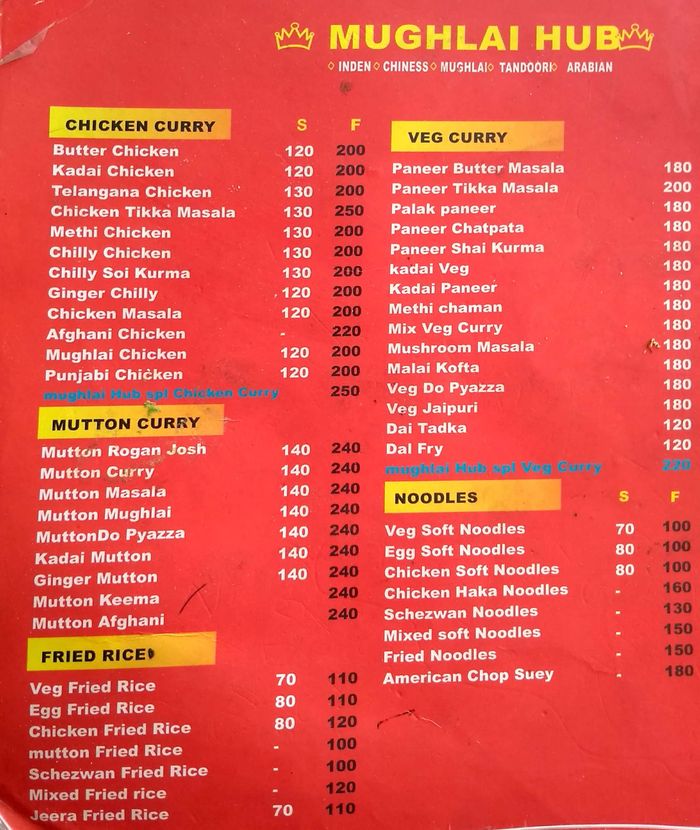 MUGHLAI HUB
INDEN CHINESS MUGHLAI TANDOORI ARABIAN
CHICKEN CURRY S F
Butter Chicken 120 200
Kadai Chicken 120 200
Telangana Chicken 130 200
Chicken Tikka Masala 130 250
Methi Chicken 130 200
Chilly Chicken 130 200
Chilly Soi Kurma 130 200
Ginger Chilly 120 200
Chicken Masala 120 200
Afghani Chicken - 220
Mughlai Chicken 120 200
Punjabi Chicken 120 200
mughlai Hub spl Chicken Curry 250
MUTTON CURRY
Mutton Rogan Josh 140 240
Mutton Curry 140 240
Mutton Masala 140 240
Mutton Mughlai 140 240
MuttonDo Pyazza 140 240
Kadai Mutton 140 240
Ginger Mutton 140 240
Mutton Keema 240
Mutton Afghani 240
FRIED RICE
Veg Fried Rice 70 110
Egg Fried Rice 80 110
Chicken Fried Rice 80 120
mutton Fried Rice - 100
Schezwan Fried Rice - 100
Mixed Fried rice - 120
Jeera Fried Rice 70 110
VEG CURRY
Paneer Butter Masala 180
Paneer Tikka Masala 200
Palak paneer 180
Paneer Chatpata 180
Paneer Shai Kurma 180
kadai Veg 180
Kadai Paneer 180
Methi chaman 180
Mix Veg Curry 180
Mushroom Masala 180
Malai Kofta 180
Veg Do Pyazza 180
Veg Jaipuri 180
Dai Tadka 120
Dal Fry 120
mughlai Hub spl Veg Curry 220
NOODLES S F
Veg Soft Noodles 70 100
Egg Soft Noodles 80 100
Chicken Soft Noodles 80 100
Chicken Haka Noodles - 160
Schezwan Noodles - 130
Mixed soft Noodles - 150
Fried Noodles - 150
American Chop Suey - 180